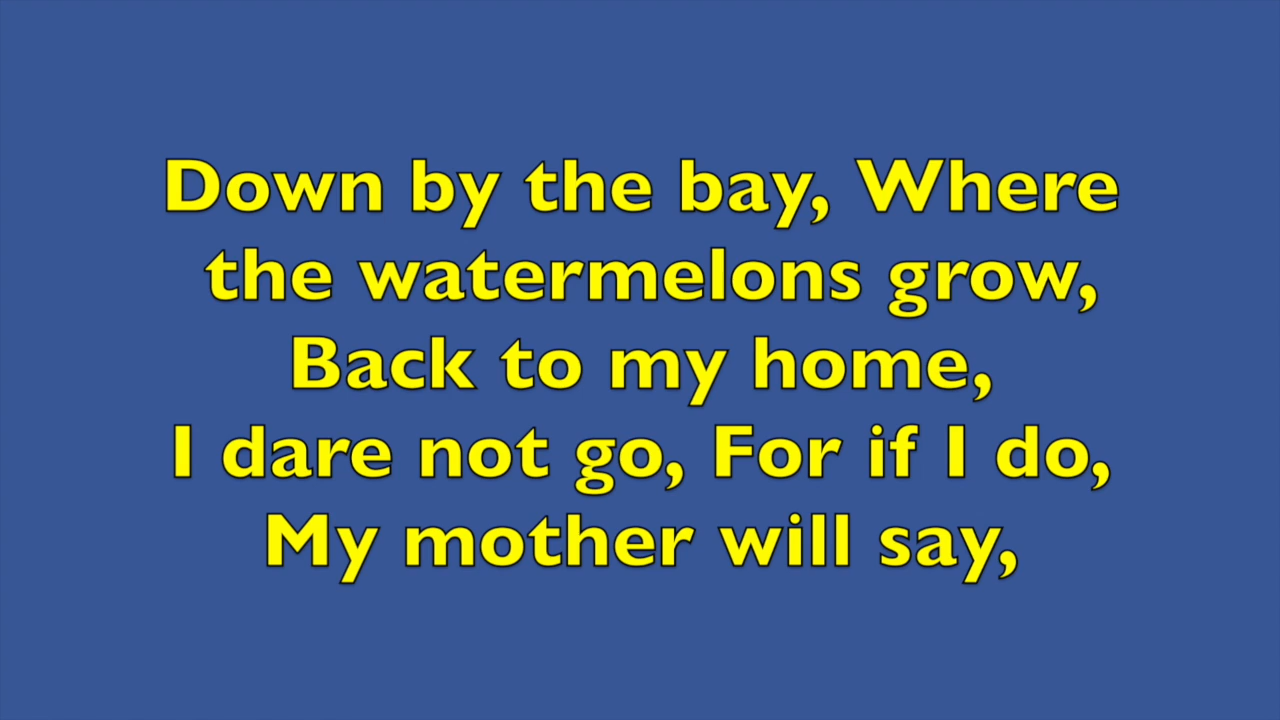 Down by the bay, Where
the watermelons grow,
Back to my home,
I dare not go, For if I do,
My mother will say,